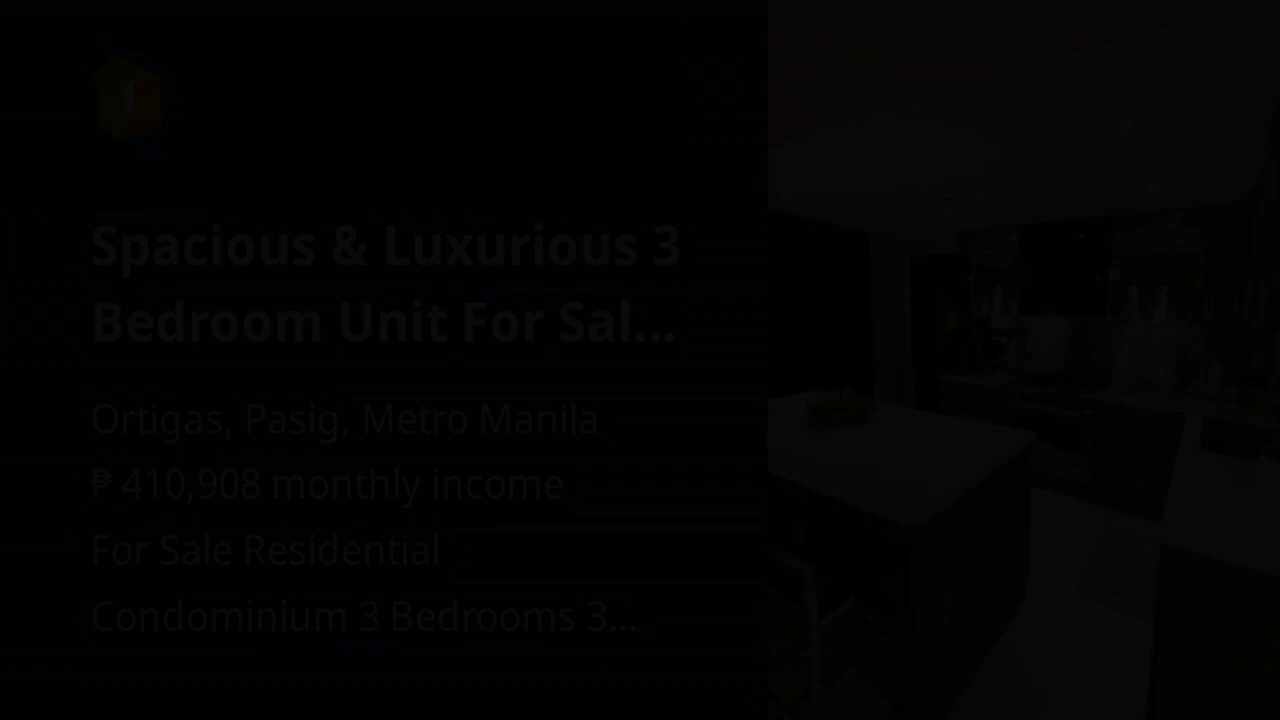 Spacious & Luxurious 3
Bedroom Unit For Sal...
Ortigas, Pasig, Metro Manila
₱ 410,908 monthly income
For Sale Residential
Condominium 3 Bedrooms 3...